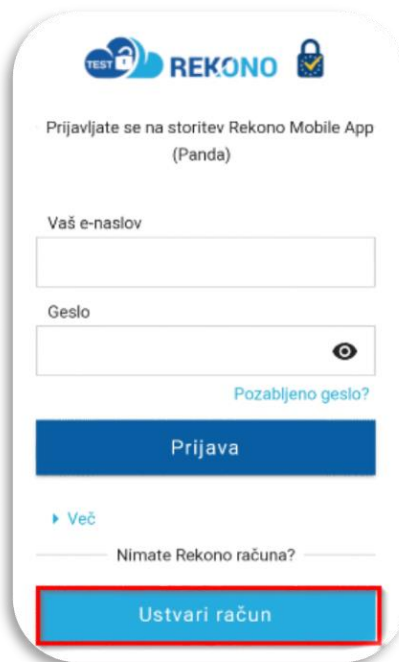 TEST
REKONO
Prijavljate se na storitev Rekono Mobile App
(Panda)
Vaš e-naslov
Geslo
Pozabljeno geslo?
Prijava
Več
Nimate Rekono računa?
Ustvari račun